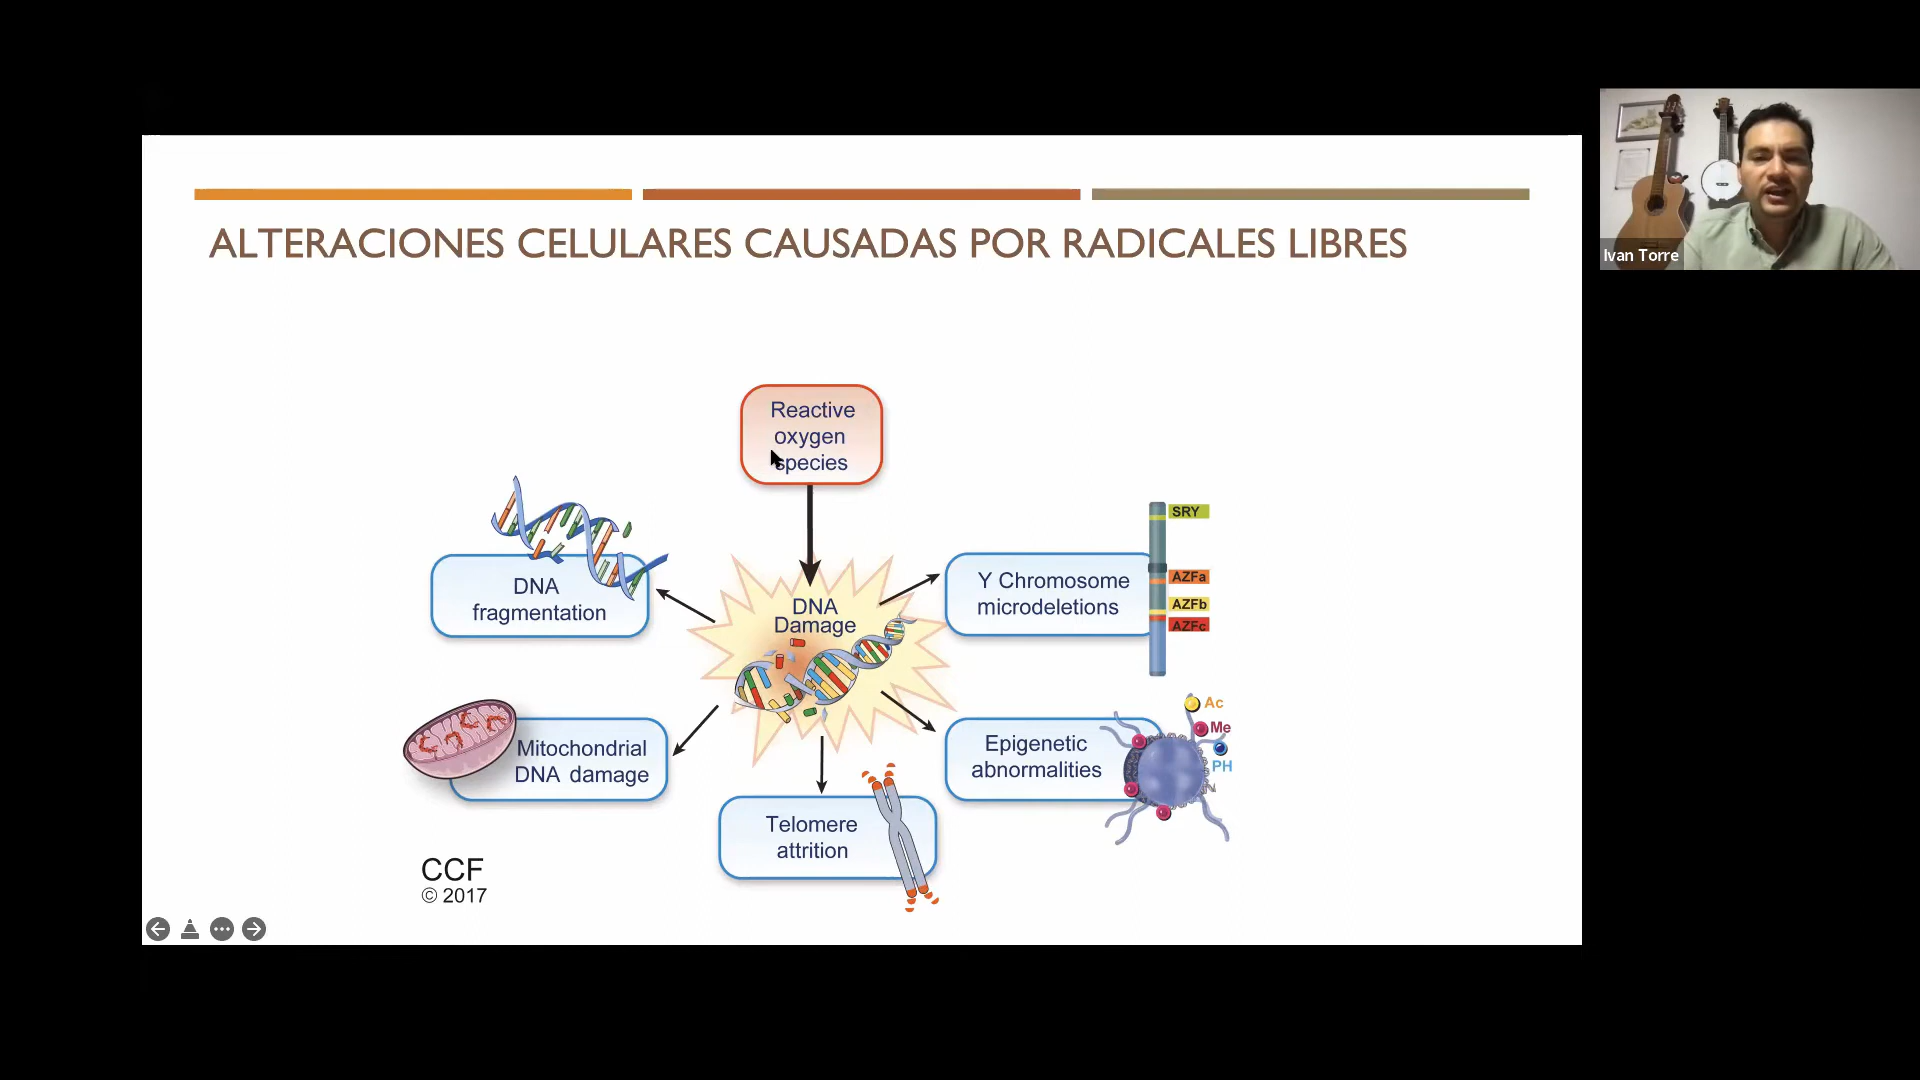 ALTERACIONES CELULARES CAUSADAS POR RADICALES LIBRES
Ivan Torre
Reactive
oxygen
species
DNA
fragmentation
DNA
Damage
Y Chromosome
microdeletions
SRY
AZFa
AZFb
AZFc
Mitochondrial
DNA damage
Telomere
attrition
Epigenetic
abnormalities
Ac
Me
PH
CCF
© 2017